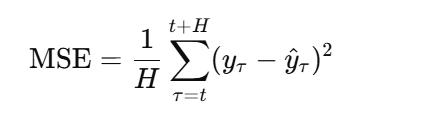 MSE = \frac{1}{H} \sum_{\tau=t}^{t+H} (y_\tau - \hat{y}_\tau)^2